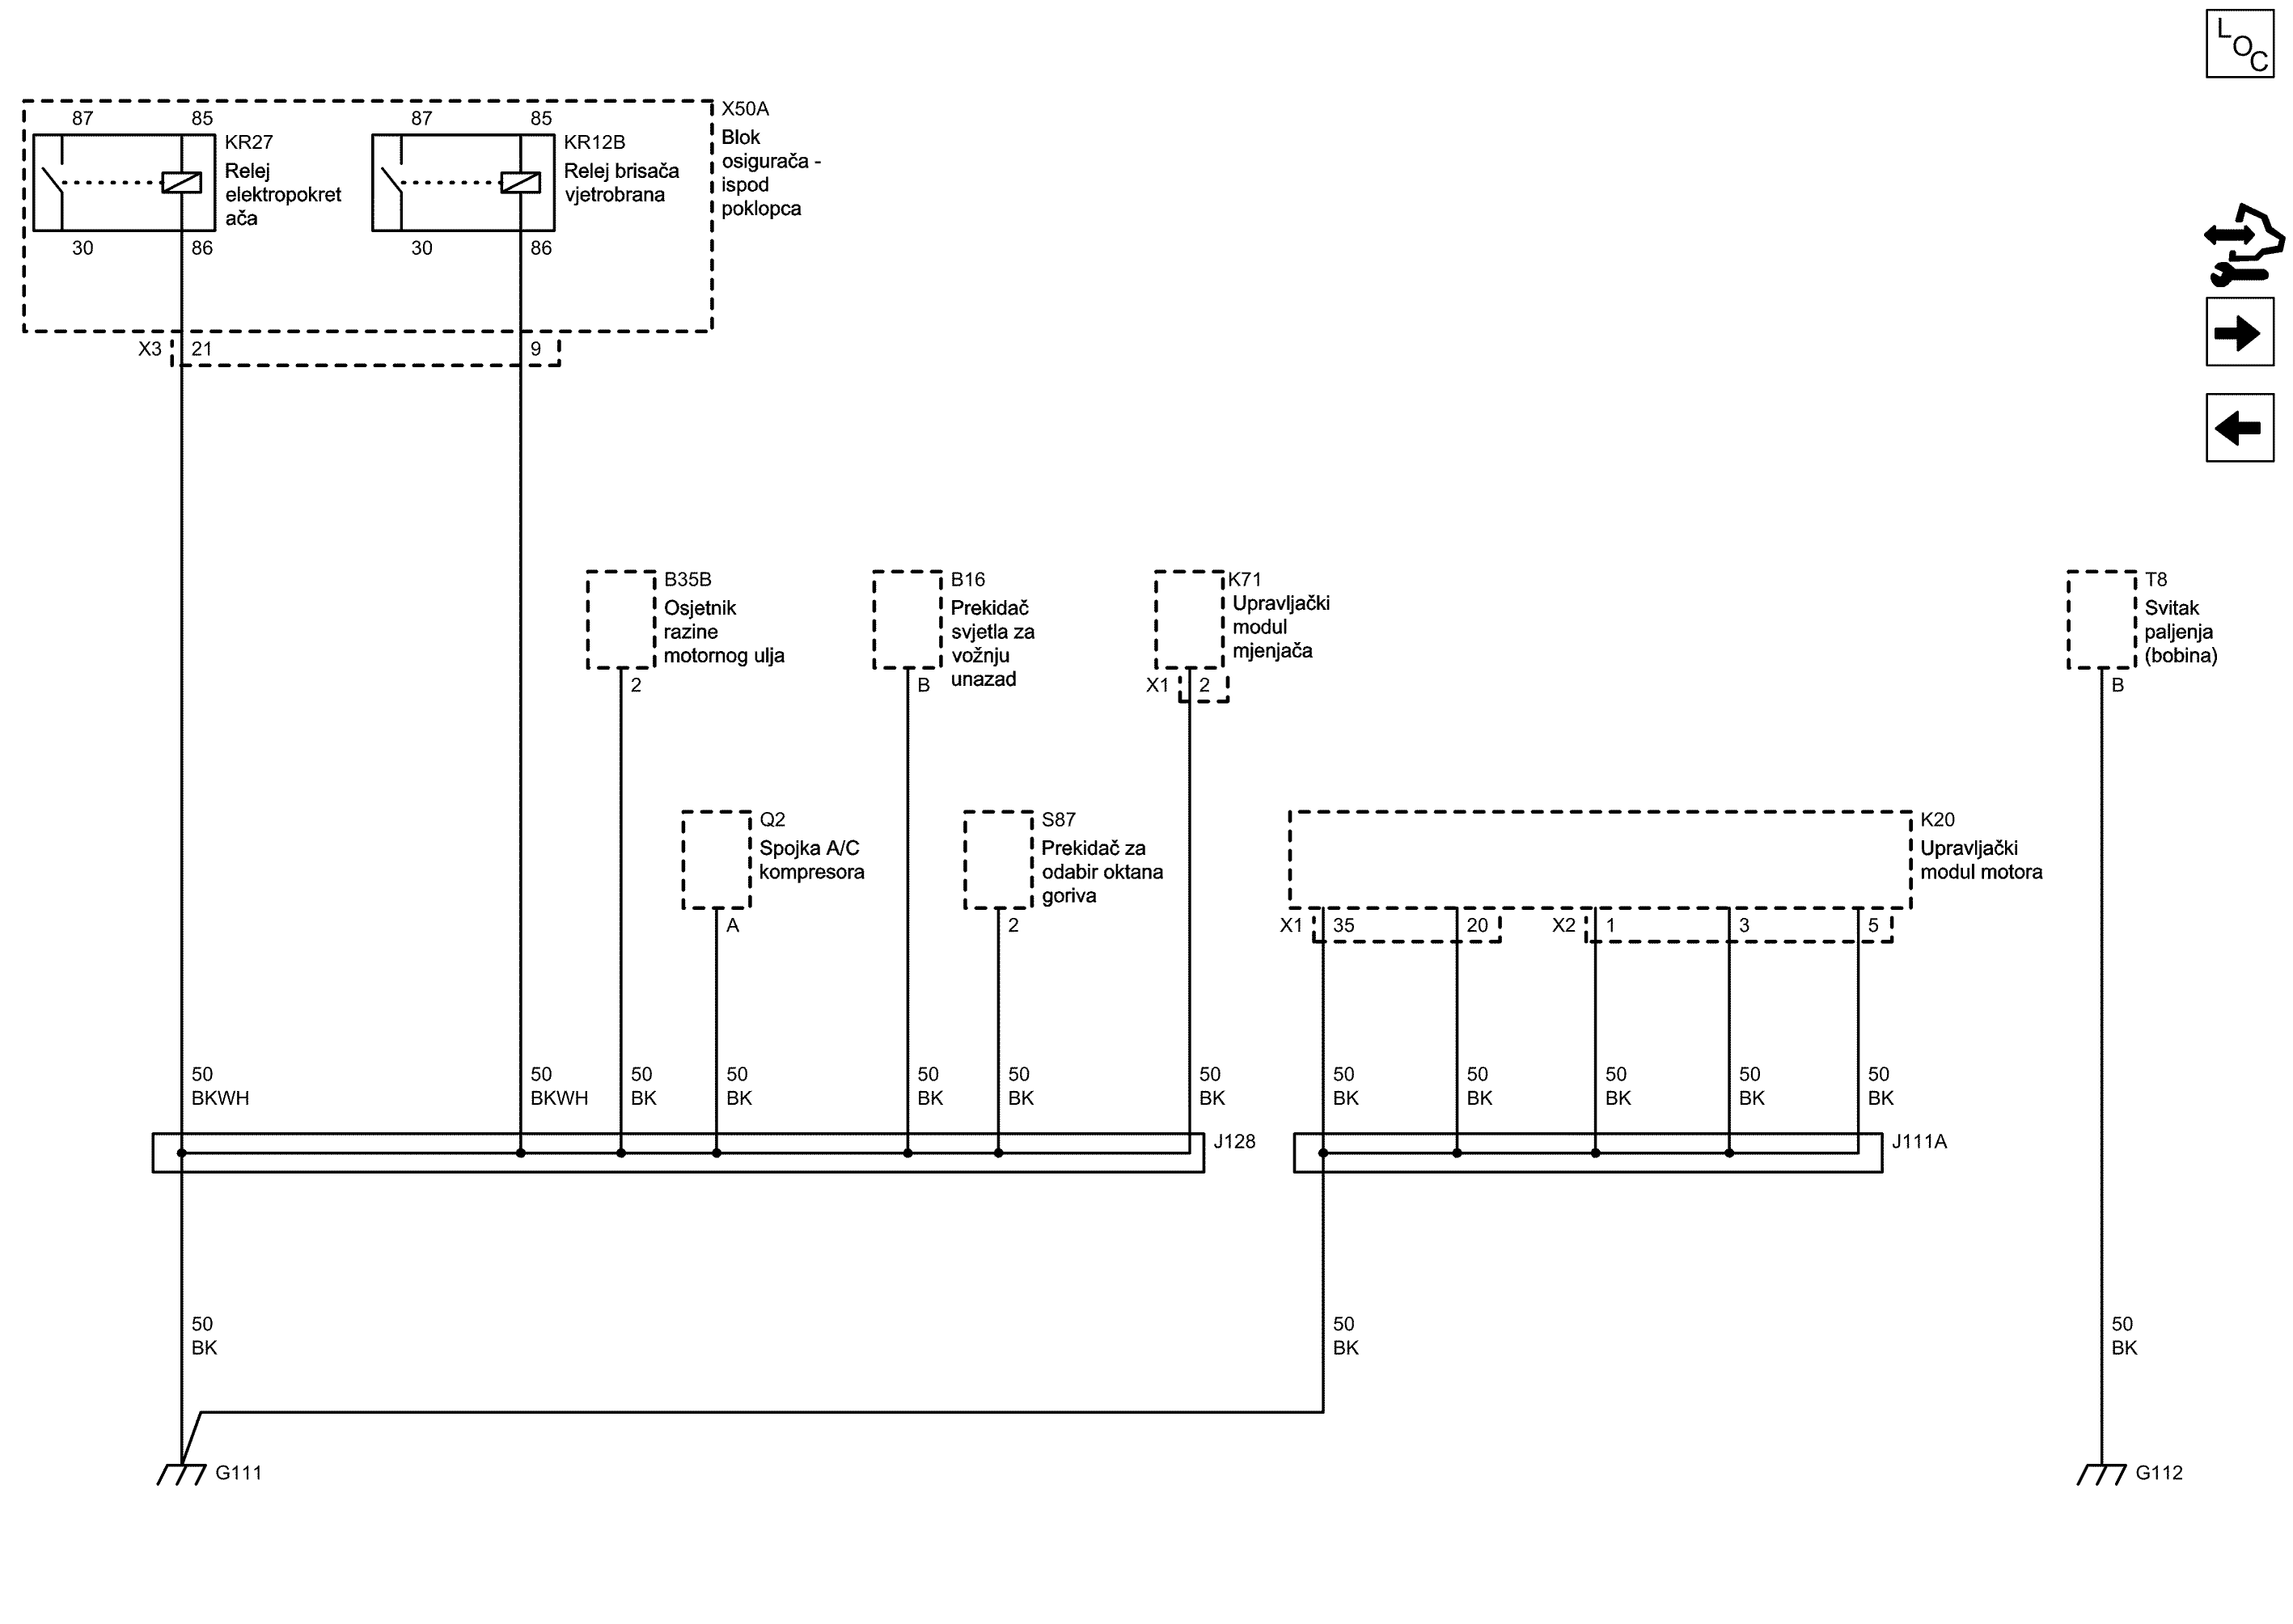 LOC
X50A
Blok
osigurača -
ispod
poklopca
87 85
KR27
Relej
elektropokret
ača
30 86
87 85
KR12B
Relej brisača
vjetrobrana
30 86
X3 21 9
B35B
Osjetnik
razine
motornog ulja
2
B16
Prekidač
svjetla za
vožnju
unazad
B
K71
Upravljački
modul
mjenjača
X1 2
T8
Svitak
paljenja
(bobina)
B
Q2
Spojka A/C
kompresora
A
S87
Prekidač za
odabir oktana
goriva
2
K20
Upravljački
modul motora
X1 35 20 X2 1 3 5
50 50 50 50 50 50 50 50 50 50 50 50
BKWH BKWH BK BK BK BK BK BK BK BK BK BK
J128 J111A
50 50 50
BK BK BK
G111 G112